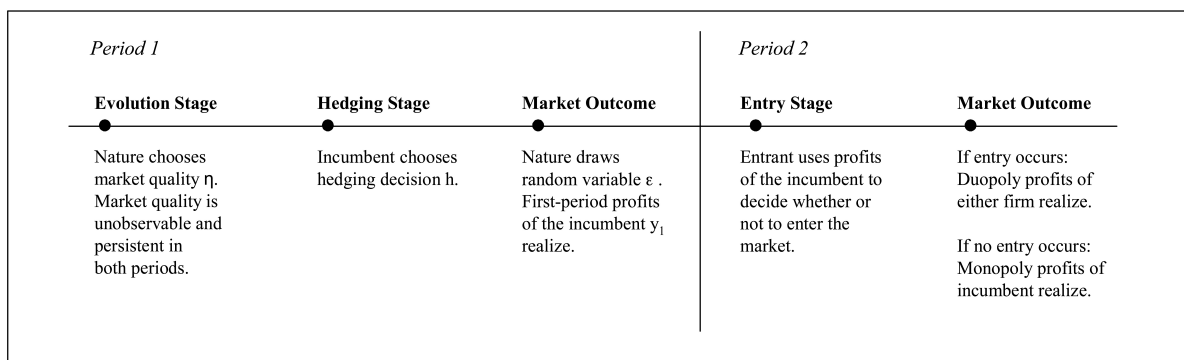 Period 1
Period 2
Evolution Stage
Hedging Stage
Market Outcome
Entry Stage
Market Outcome
Nature chooses
market quality η.
Market quality is
unobservable and
persistent in
both periods.
Incumbent chooses
hedging decision h.
Nature draws
random variable ε .
First-period profits
of the incumbent y₁
realize.
Entrant uses profits
of the incumbent to
decide whether or
not to enter the
market.
If entry occurs:
Duopoly profits of
either firm realize.
If no entry occurs:
Monopoly profits of
incumbent realize.